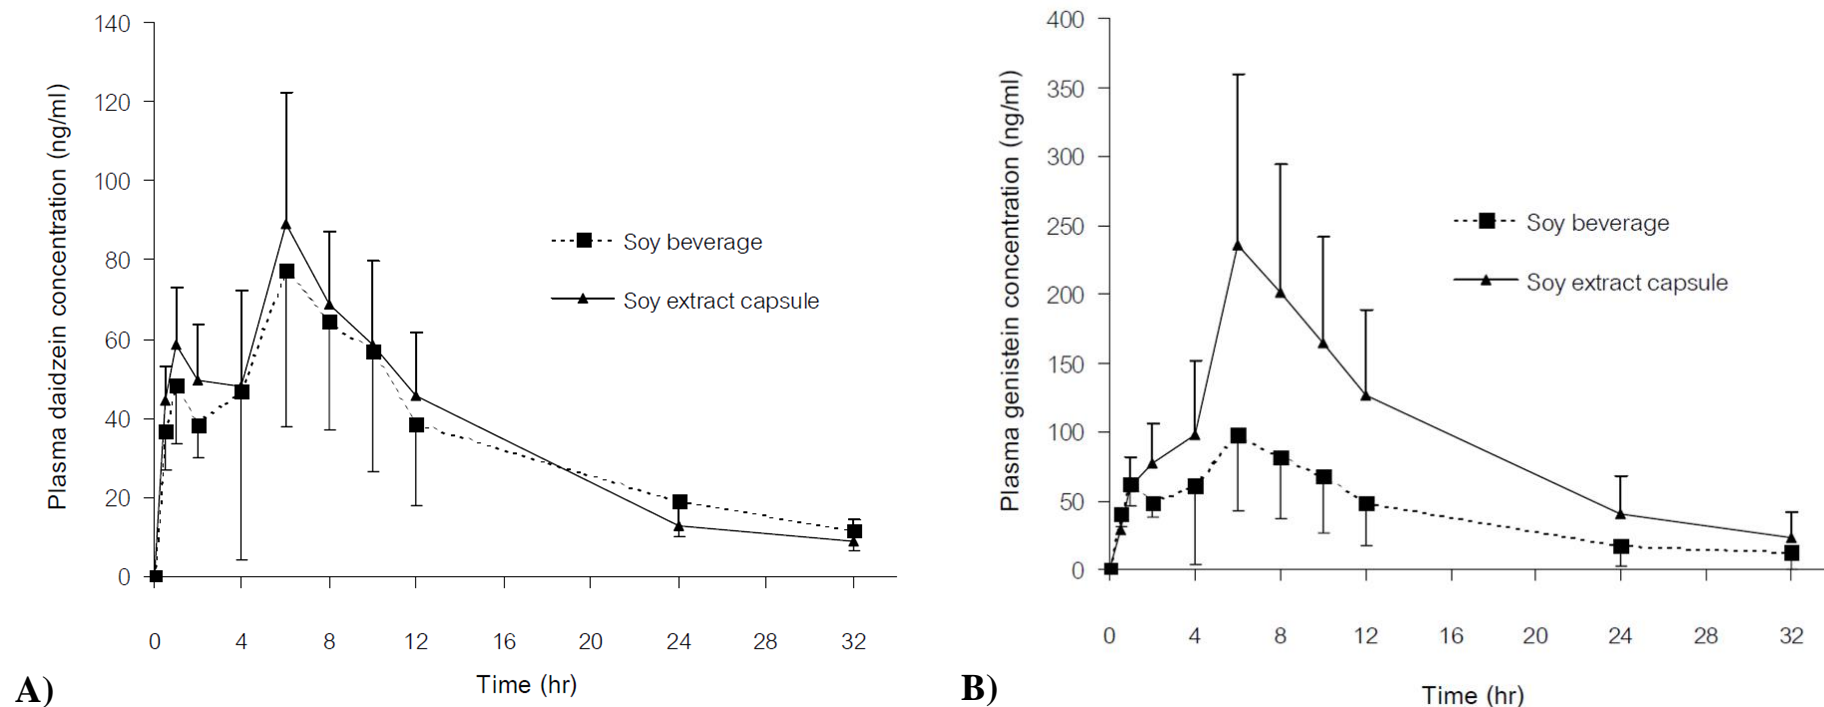 Plasma daidzein concentration (ng/ml)
140
120
100
80
60
40
20
0
Soy beverage
Soy extract capsule
0 4 8 12 16 20 24 28 32
Time (hr)
A)
Plasma genistein concentration (ng/ml)
400
350
300
250
200
150
100
50
0
Soy beverage
Soy extract capsule
0 4 8 12 16 20 24 28 32
Time (hr)
B)